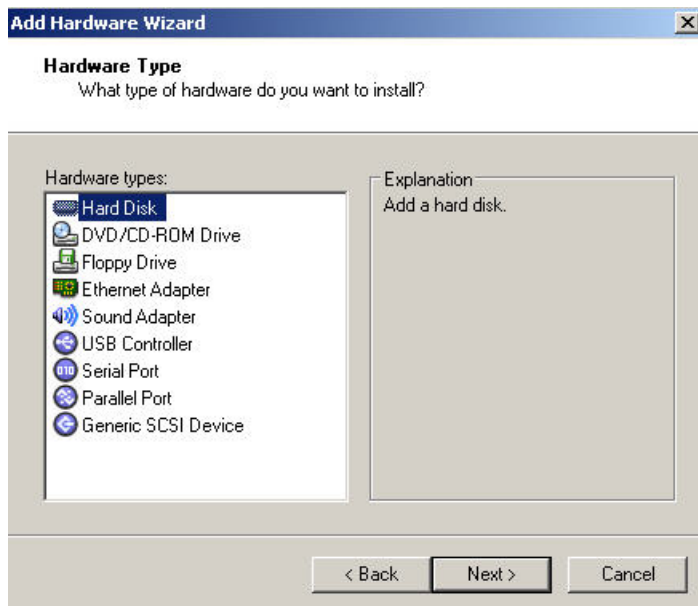 Add Hardware Wizard
Hardware Type
What type of hardware do you want to install?
Hardware types:
Hard Disk
DVD/CD-ROM Drive
Floppy Drive
Ethernet Adapter
Sound Adapter
USB Controller
Serial Port
Parallel Port
Generic SCSI Device
Explanation
Add a hard disk.
< Back
Next >
Cancel